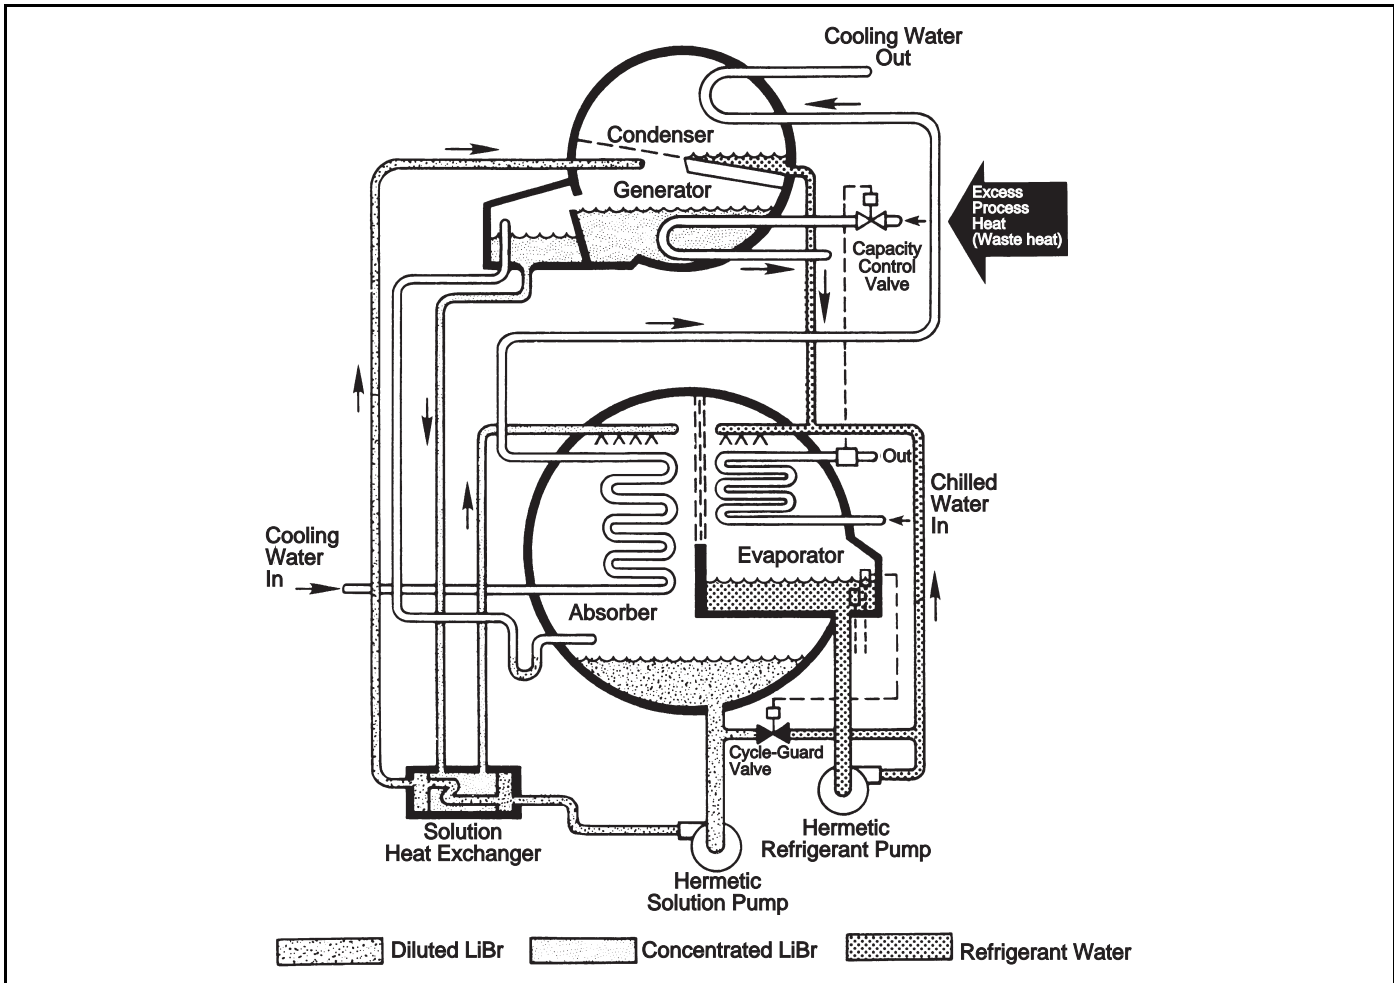 Cooling Water
Out
Condenser
Generator
Excess
Process
Heat
(Waste heat)
Capacity
Control
Valve
Out
Chilled
Water
In
Cooling
Water
In
Evaporator
Absorber
Cycle-Guard
Valve
Solution
Heat Exchanger
Hermetic
Refrigerant Pump
Hermetic
Solution Pump
Diluted LiBr
Concentrated LiBr
Refrigerant Water